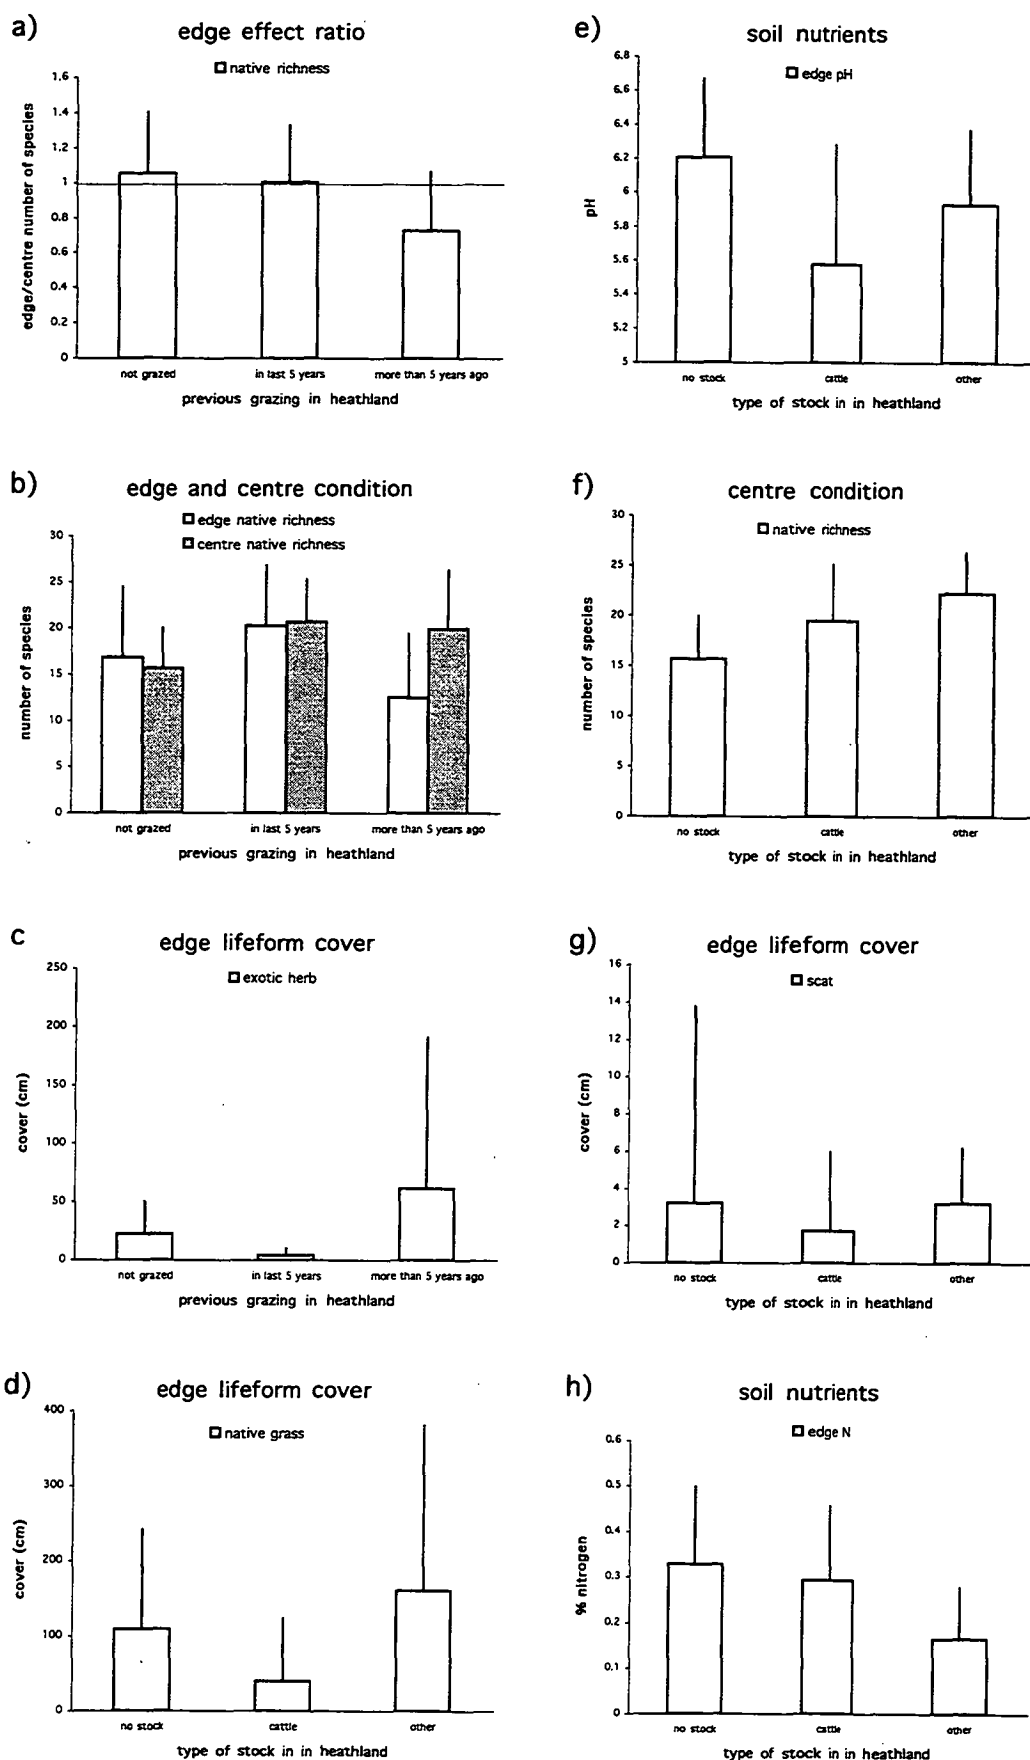 a)
edge effect ratio
native richness
1.6
1.4
1.2
1
0.8
0.6
0.4
0.2
0
edge/centre number of species
not grazed
in last 5 years
more than 5 years ago
previous grazing in heathland
b)
edge and centre condition
edge native richness
centre native richness
30
25
20
15
10
5
0
number of species
not grazed
in last 5 years
more than 5 years ago
previous grazing in heathland
c
edge lifeform cover
exotic herb
250
200
150
100
50
0
cover (cm)
not grazed
in last 5 years
more than 5 years ago
previous grazing in heathland
d)
edge lifeform cover
native grass
400
300
200
100
0
cover (cm)
no stock
cattle
other
type of stock in in heathland
e)
soil nutrients
edge pH
6.8
6.6
6.4
6.2
6
5.8
5.6
5.4
5.2
5
pH
no stock
cattle
other
type of stock in in heathland
f)
centre condition
native richness
30
25
20
15
10
5
0
number of species
no stock
cattle
other
type of stock in in heathland
g)
edge lifeform cover
scat
16
14
12
10
8
6
4
2
0
cover (cm)
no stock
cattle
other
type of stock in in heathland
h)
soil nutrients
edge N
0.6
0.5
0.4
0.3
0.2
0.1
0
% nitrogen
no stock
cattle
other
type of stock in in heathland